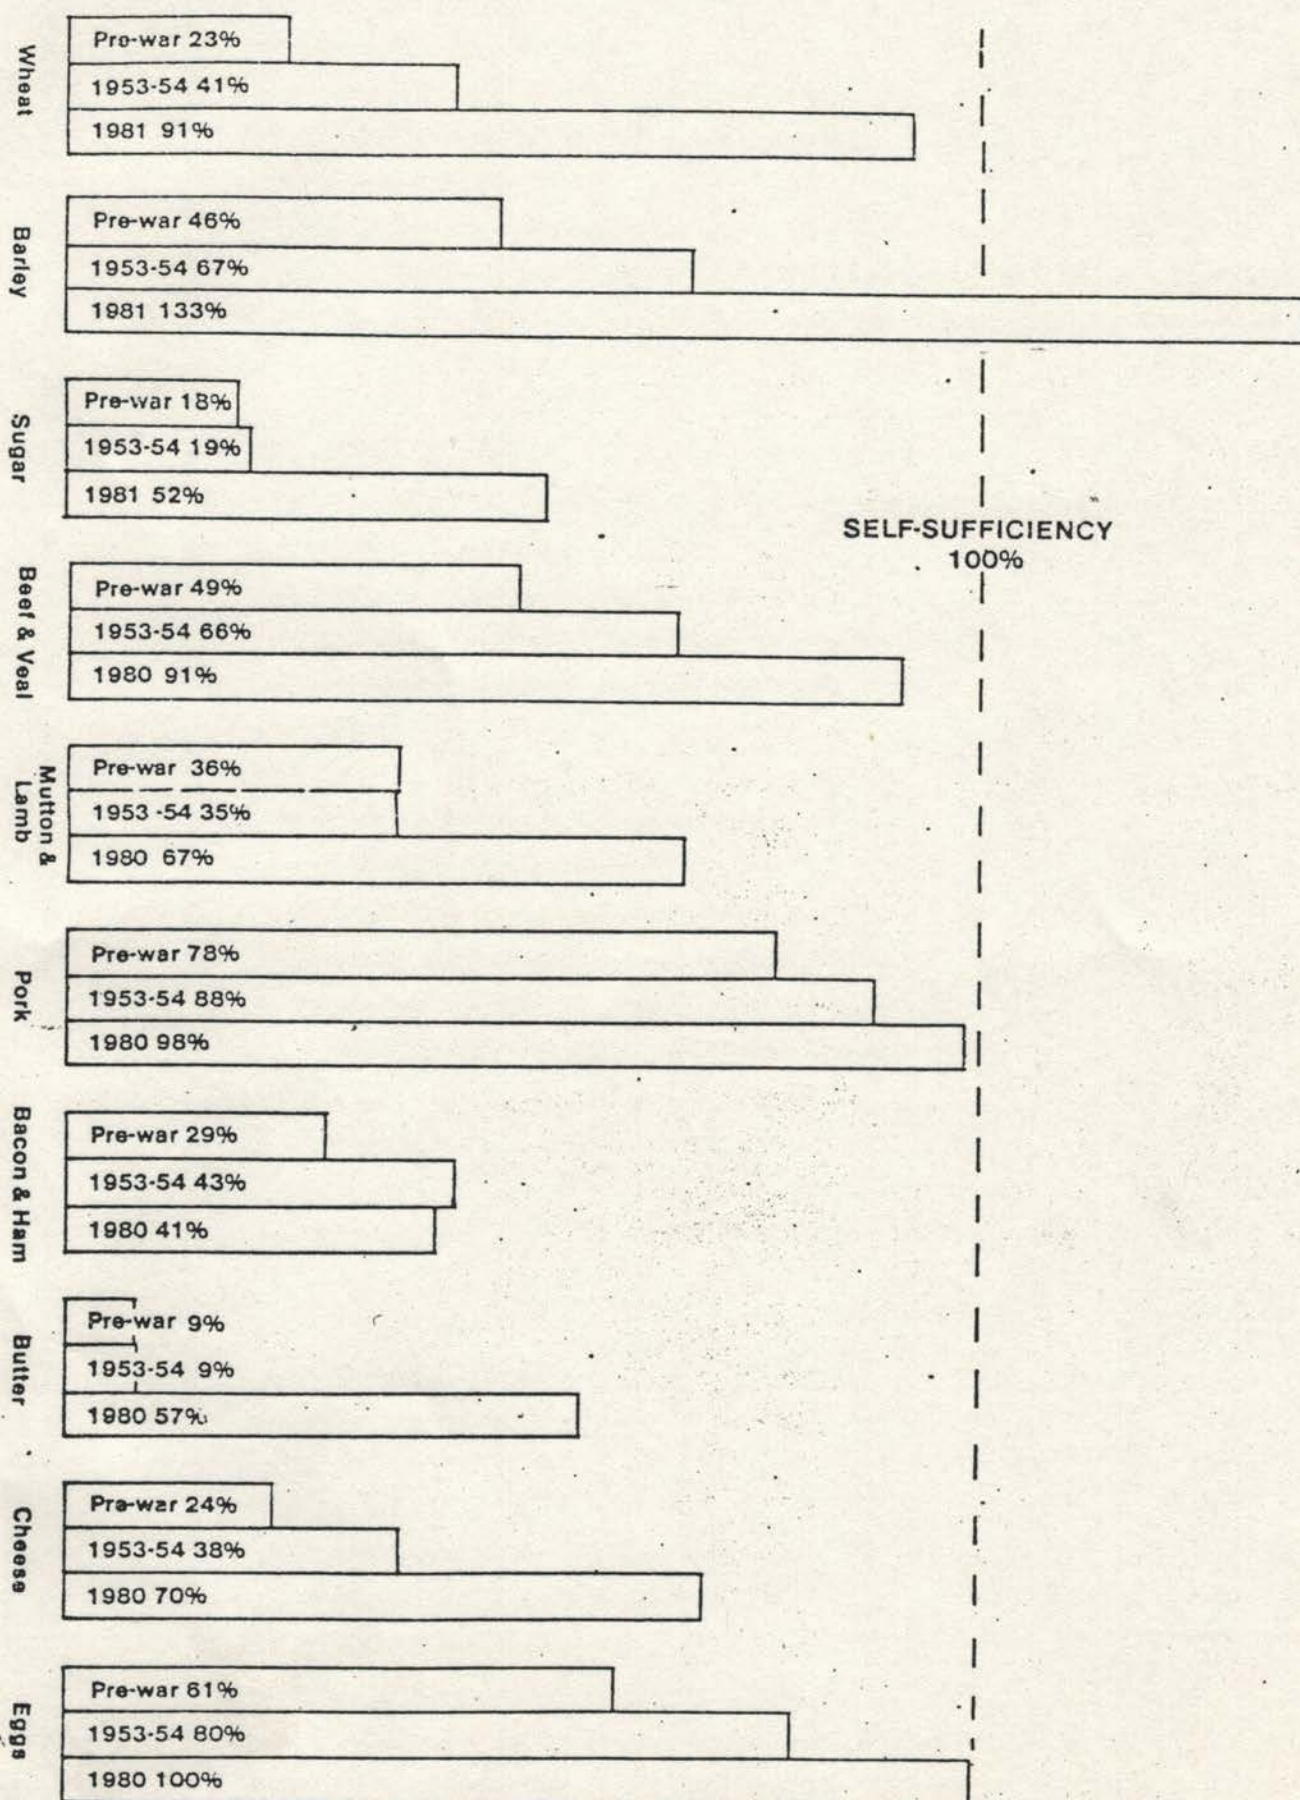 Wheat
Pre-war 23%
1953-54 41%
1981 91%
Barley
Pre-war 46%
1953-54 67%
1981 133%
Sugar
Pre-war 18%
1953-54 19%
1981 52%
SELF-SUFFICIENCY
100%
Beef & Veal
Pre-war 49%
1953-54 66%
1980 91%
Mutton &
Lamb
Pre-war 36%
1953-54 35%
1980 67%
Pork
Pre-war 78%
1953-54 88%
1980 98%
Bacon & Ham
Pre-war 29%
1953-54 43%
1980 41%
Butter
Pre-war 9%
1953-54 9%
1980 57%
Cheese
Pre-war 24%
1953-54 38%
1980 70%
Eggs
Pre-war 61%
1953-54 80%
1980 100%